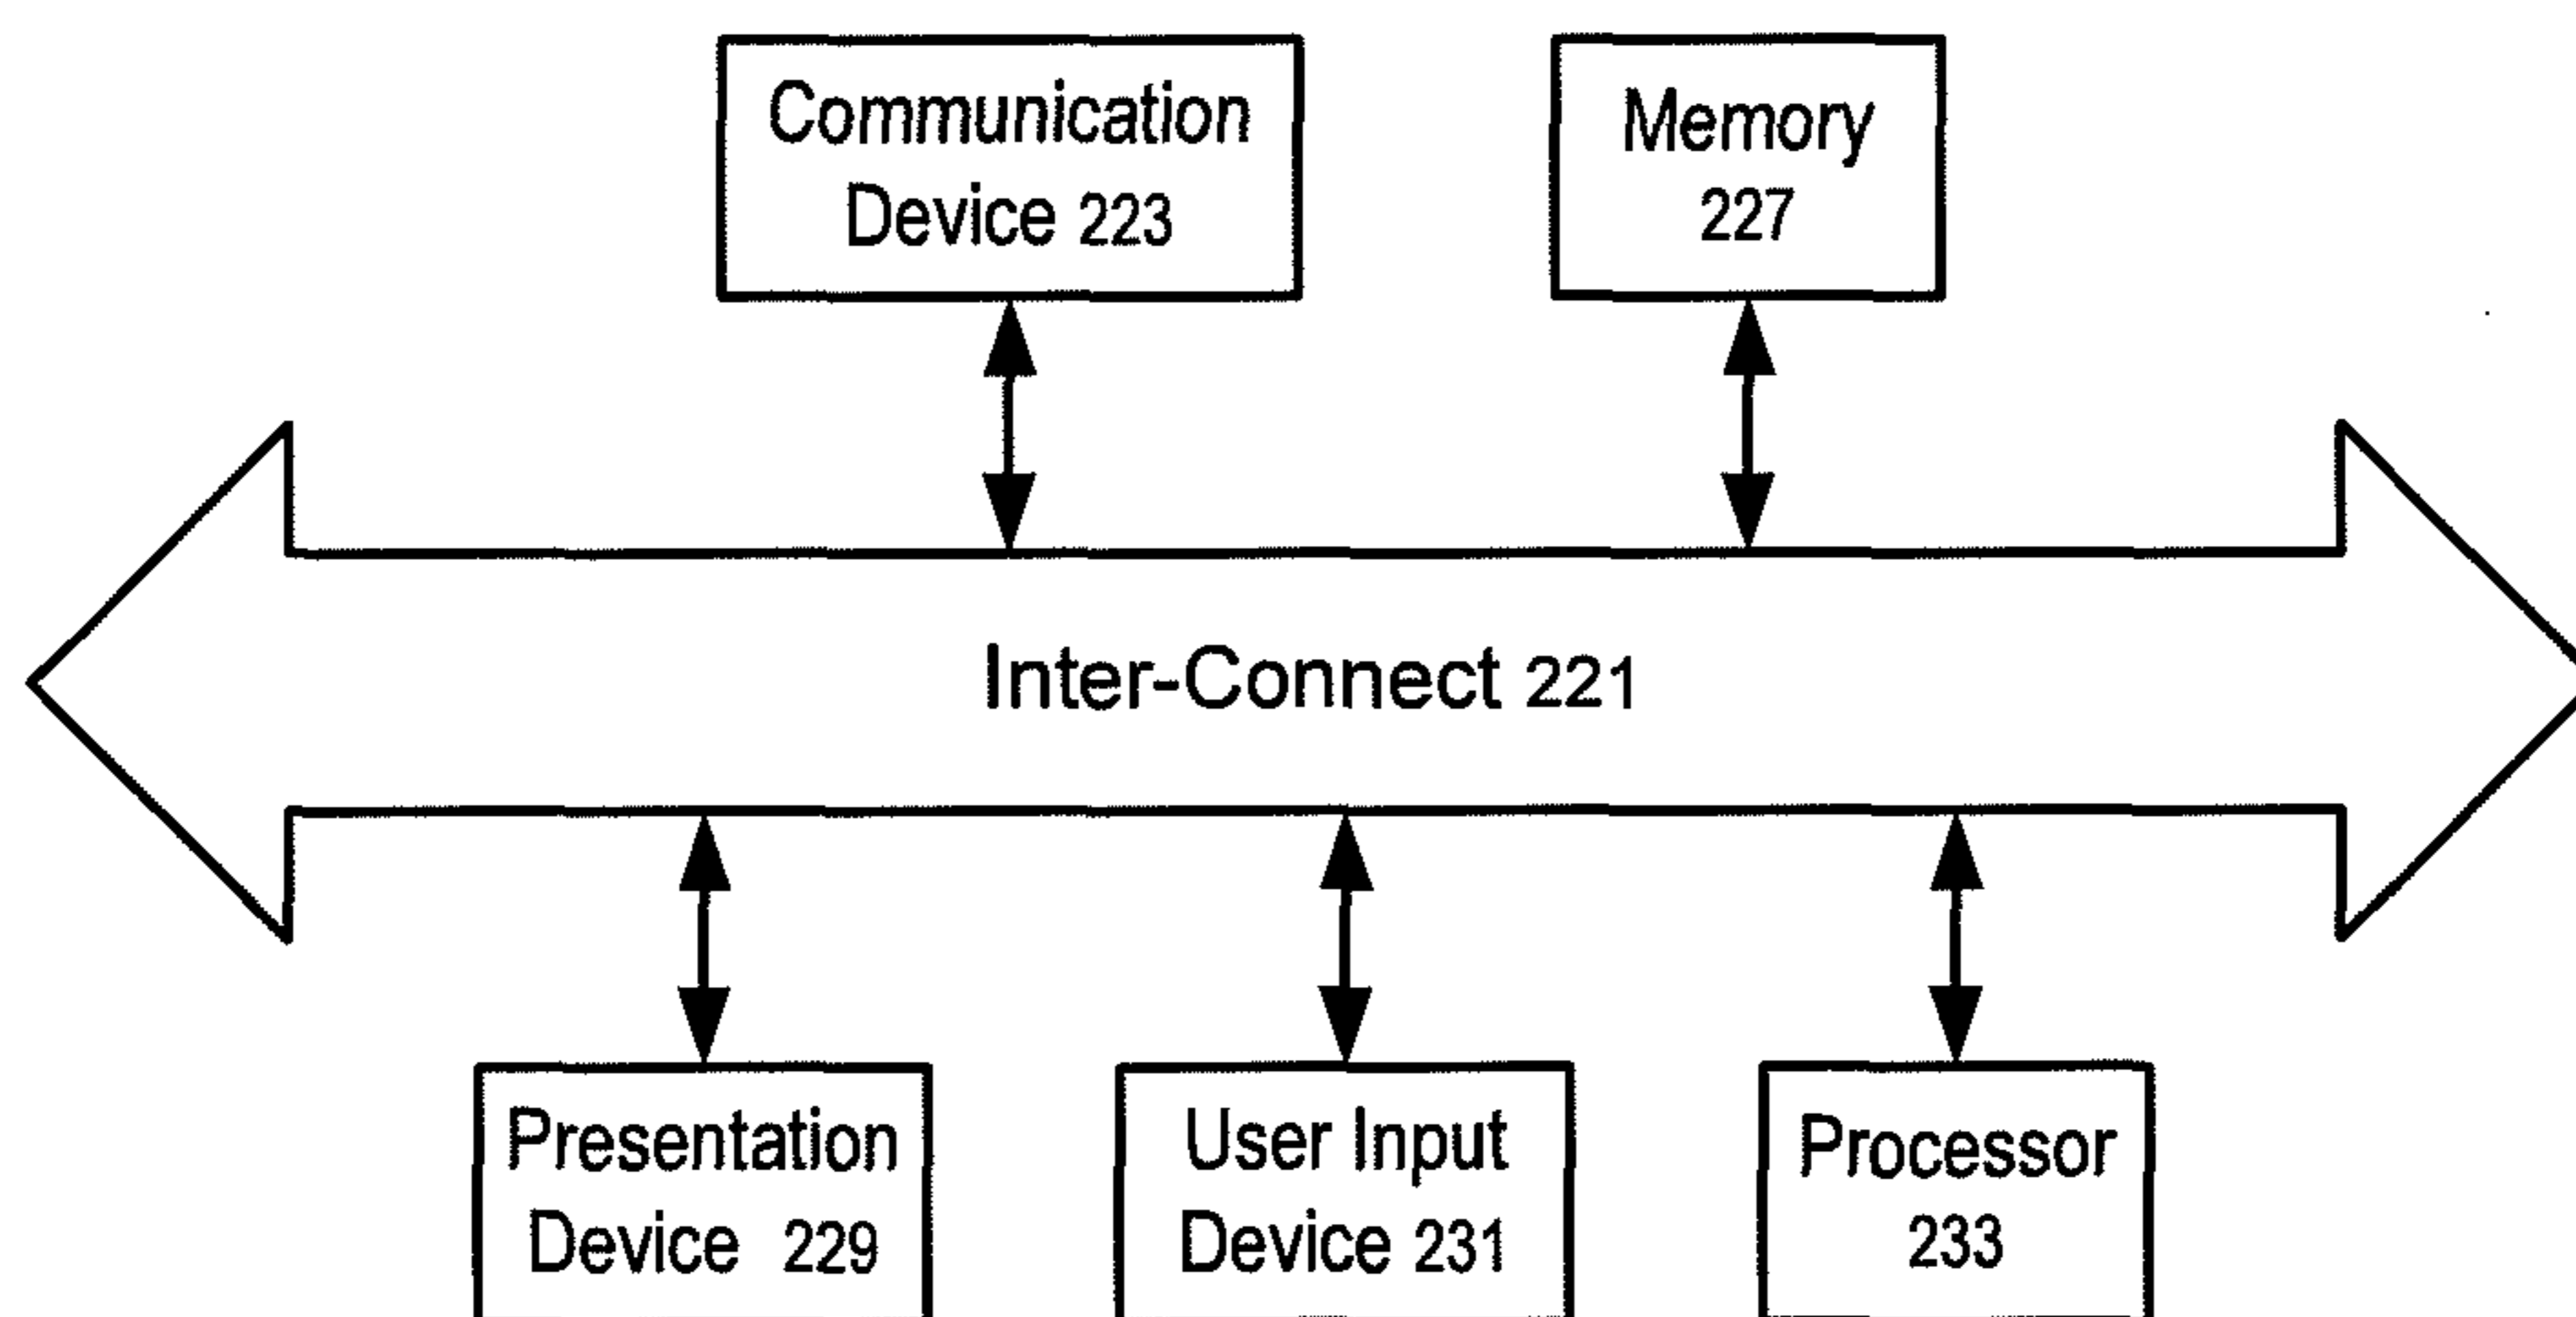 Communication
Device 223
Memory
227
Inter-Connect 221
Presentation
Device 229
User Input
Device 231
Processor
233